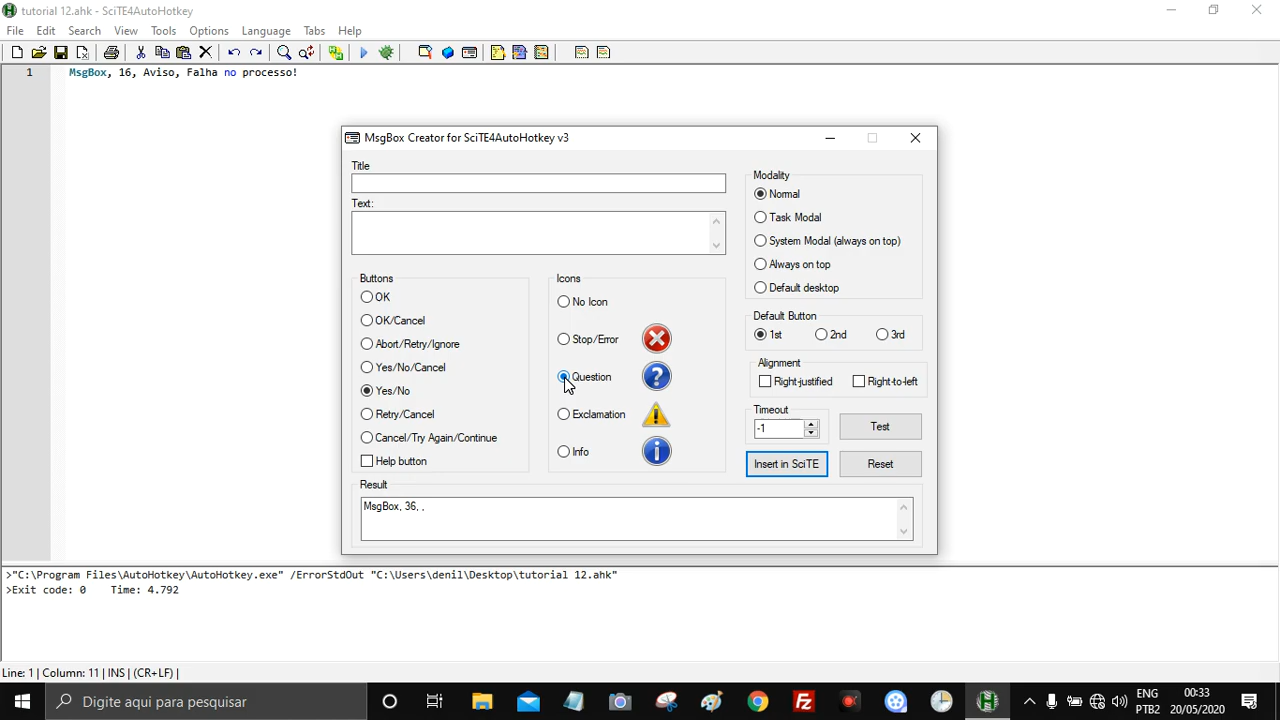 tutorial 12.ahk - SciTE4AutoHotkey
File Edit Search View Tools Options Language Tabs Help
1 MsgBox, 16, Aviso, Falha no processo!
MsgBox Creator for SciTE4AutoHotkey v3
Title
Text:
Buttons
OK
OK/Cancel
Abort/Retry/Ignore
Yes/No/Cancel
Yes/No
Retry/Cancel
Cancel/Try Again/Continue
Help button
Icons
No Icon
Stop/Error
Question
Exclamation
Info
Modality
Normal
Task Modal
System Modal (always on top)
Always on top
Default desktop
Default Button
1st 2nd 3rd
Alignment
Right-justified Right-to-left
Timeout
-1
Test
Insert in SciTE Reset
Result
MsgBox, 36, ,
>"C:\Program Files\AutoHotkey\AutoHotkey.exe" /ErrorStdOut "C:\Users\denil\Desktop\tutorial 12.ahk"
>Exit code: 0 Time: 4.792
Line: 1 | Column: 11 | INS | (CR+LF) |
Digite aqui para pesquisar
ENG
PTB2
00:33
20/05/2020